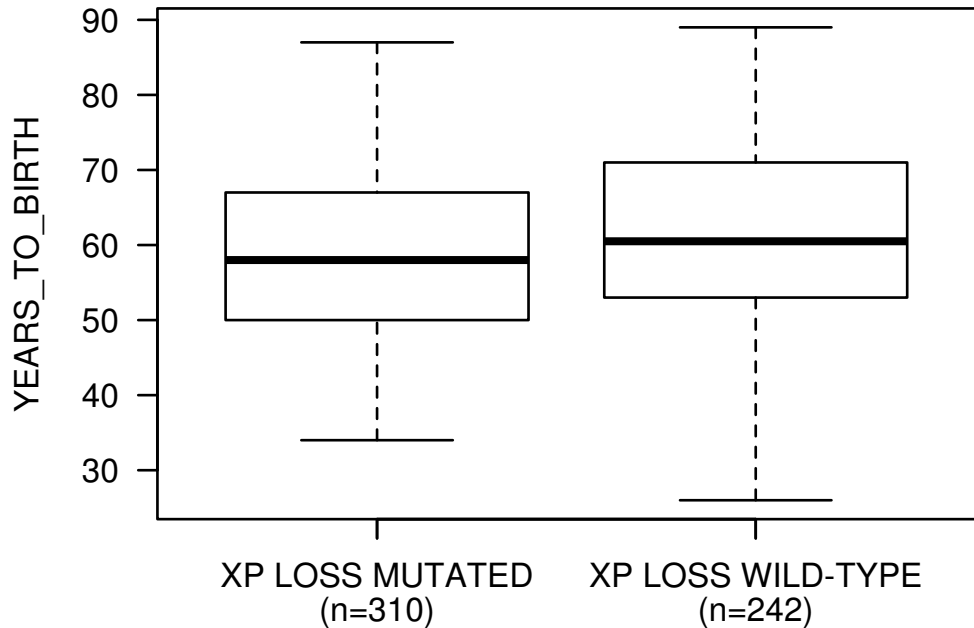 YEARS_TO_BIRTH
90
80
70
60
50
40
30
XP LOSS MUTATED
(n=310)
XP LOSS WILD-TYPE
(n=242)